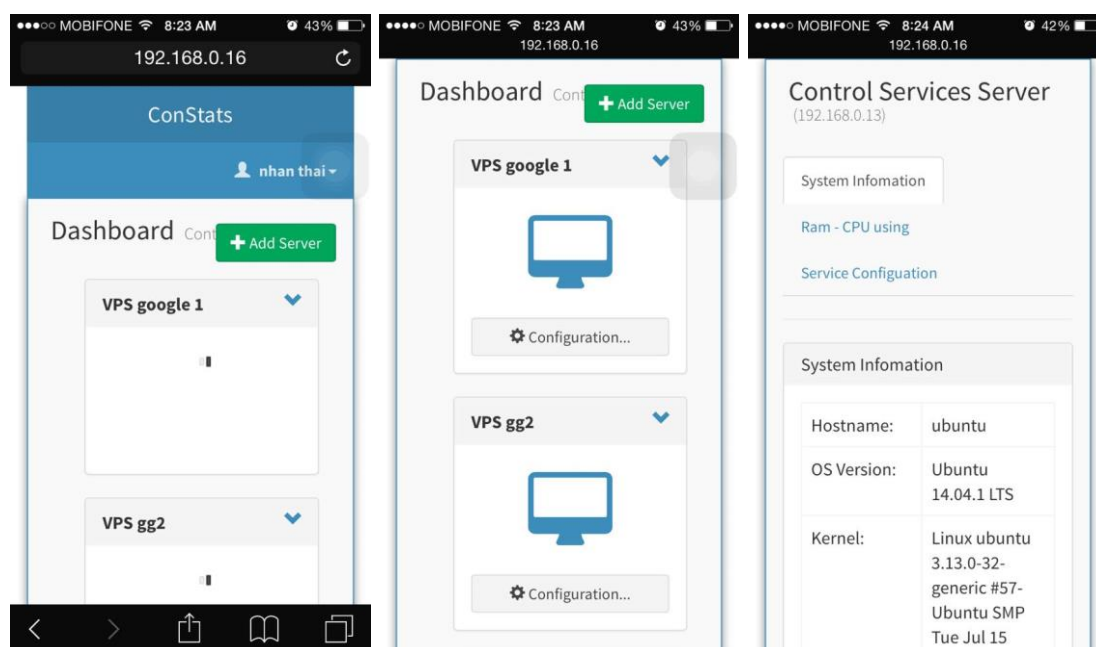 MOBIFONE 8:23 AM 43%
192.168.0.16
ConStats
nhan thai
Dashboard Cont
Add Server
VPS google 1
VPS gg2
MOBIFONE 8:23 AM 43%
192.168.0.16
Dashboard Cont
Add Server
VPS google 1
Configuration...
VPS gg2
Configuration...
MOBIFONE 8:24 AM 42%
192.168.0.16
Control Services Server
(192.168.0.13)
System Infomation
Ram - CPU using
Service Configuation
System Infomation
Hostname: ubuntu
OS Version: Ubuntu
14.04.1 LTS
Kernel: Linux ubuntu
3.13.0-32-
generic #57-
Ubuntu SMP
Tue Jul 15